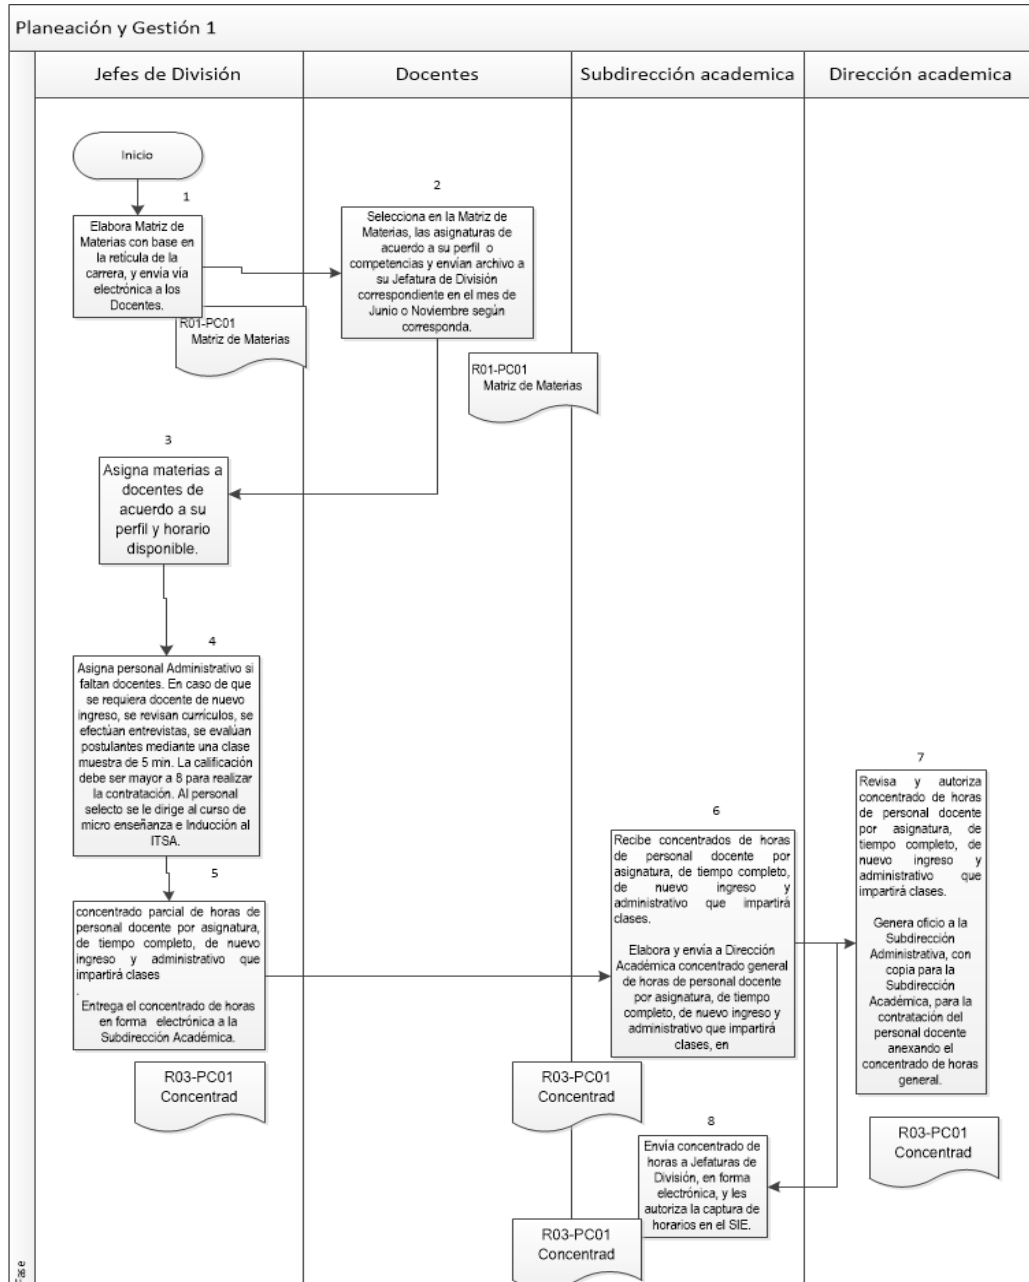 Planeación y Gestión 1
Jefes de División
Docentes
Subdirección academica
Dirección academica
Inicio
1
Elabora Matriz de
Materias con base en
la retícula de la
carrera, y envía vía
electrónica a los
Docentes.
R01-PC01
Matriz de Materias
2
Selecciona en la Matriz de
Materias, las asignaturas de
acuerdo a su perfil o
competencias y envían archivo a
su Jefatura de División
correspondiente en el mes de
Junio o Noviembre según
corresponda.
R01-PC01
Matriz de Materias
3
Asigna materias a
docentes de
acuerdo a su
perfil y horario
disponible.
4
Asigna personal Administrativo si
faltan docentes. En caso de que
se requiera docente de nuevo
ingreso, se revisan currículos, se
efectúan entrevistas, se evalúan
postulantes mediante una clase
muestra de 5 min. La calificación
debe ser mayor a 8 para realizar
la contratación. Al personal
selecto se le dirige al curso de
micro enseñanza e Inducción al
ITSA.
5
concentrado parcial de horas de
personal docente por asignatura,
de tiempo completo, de nuevo
ingreso y administrativo que
impartirá clases
.
Entrega el concentrado de horas
en forma electrónica a la
Subdirección Académica.
R03-PC01
Concentrad
6
Recibe concentrados de horas
de personal docente por
asignatura, de tiempo completo,
de nuevo ingreso y
administrativo que impartirá
clases.
Elabora y envía a Dirección
Académica concentrado general
de horas de personal docente
por asignatura, de tiempo
completo, de nuevo ingreso y
administrativo que impartirá
clases, en
R03-PC01
Concentrad
7
Revisa y autoriza
concentrado de horas
de personal docente
por asignatura, de
tiempo completo, de
nuevo ingreso y
administrativo que
impartirá clases.
Genera oficio a la
Subdirección
Administrativa, con
copia para la
Subdirección
Académica, para la
contratación del
personal docente
anexando el
concentrado de horas
general.
R03-PC01
Concentrad
8
Envía concentrado de
horas a Jefaturas de
División, en forma
electrónica, y les
autoriza la captura de
horarios en el SIE.
R03-PC01
Concentrad
Fase